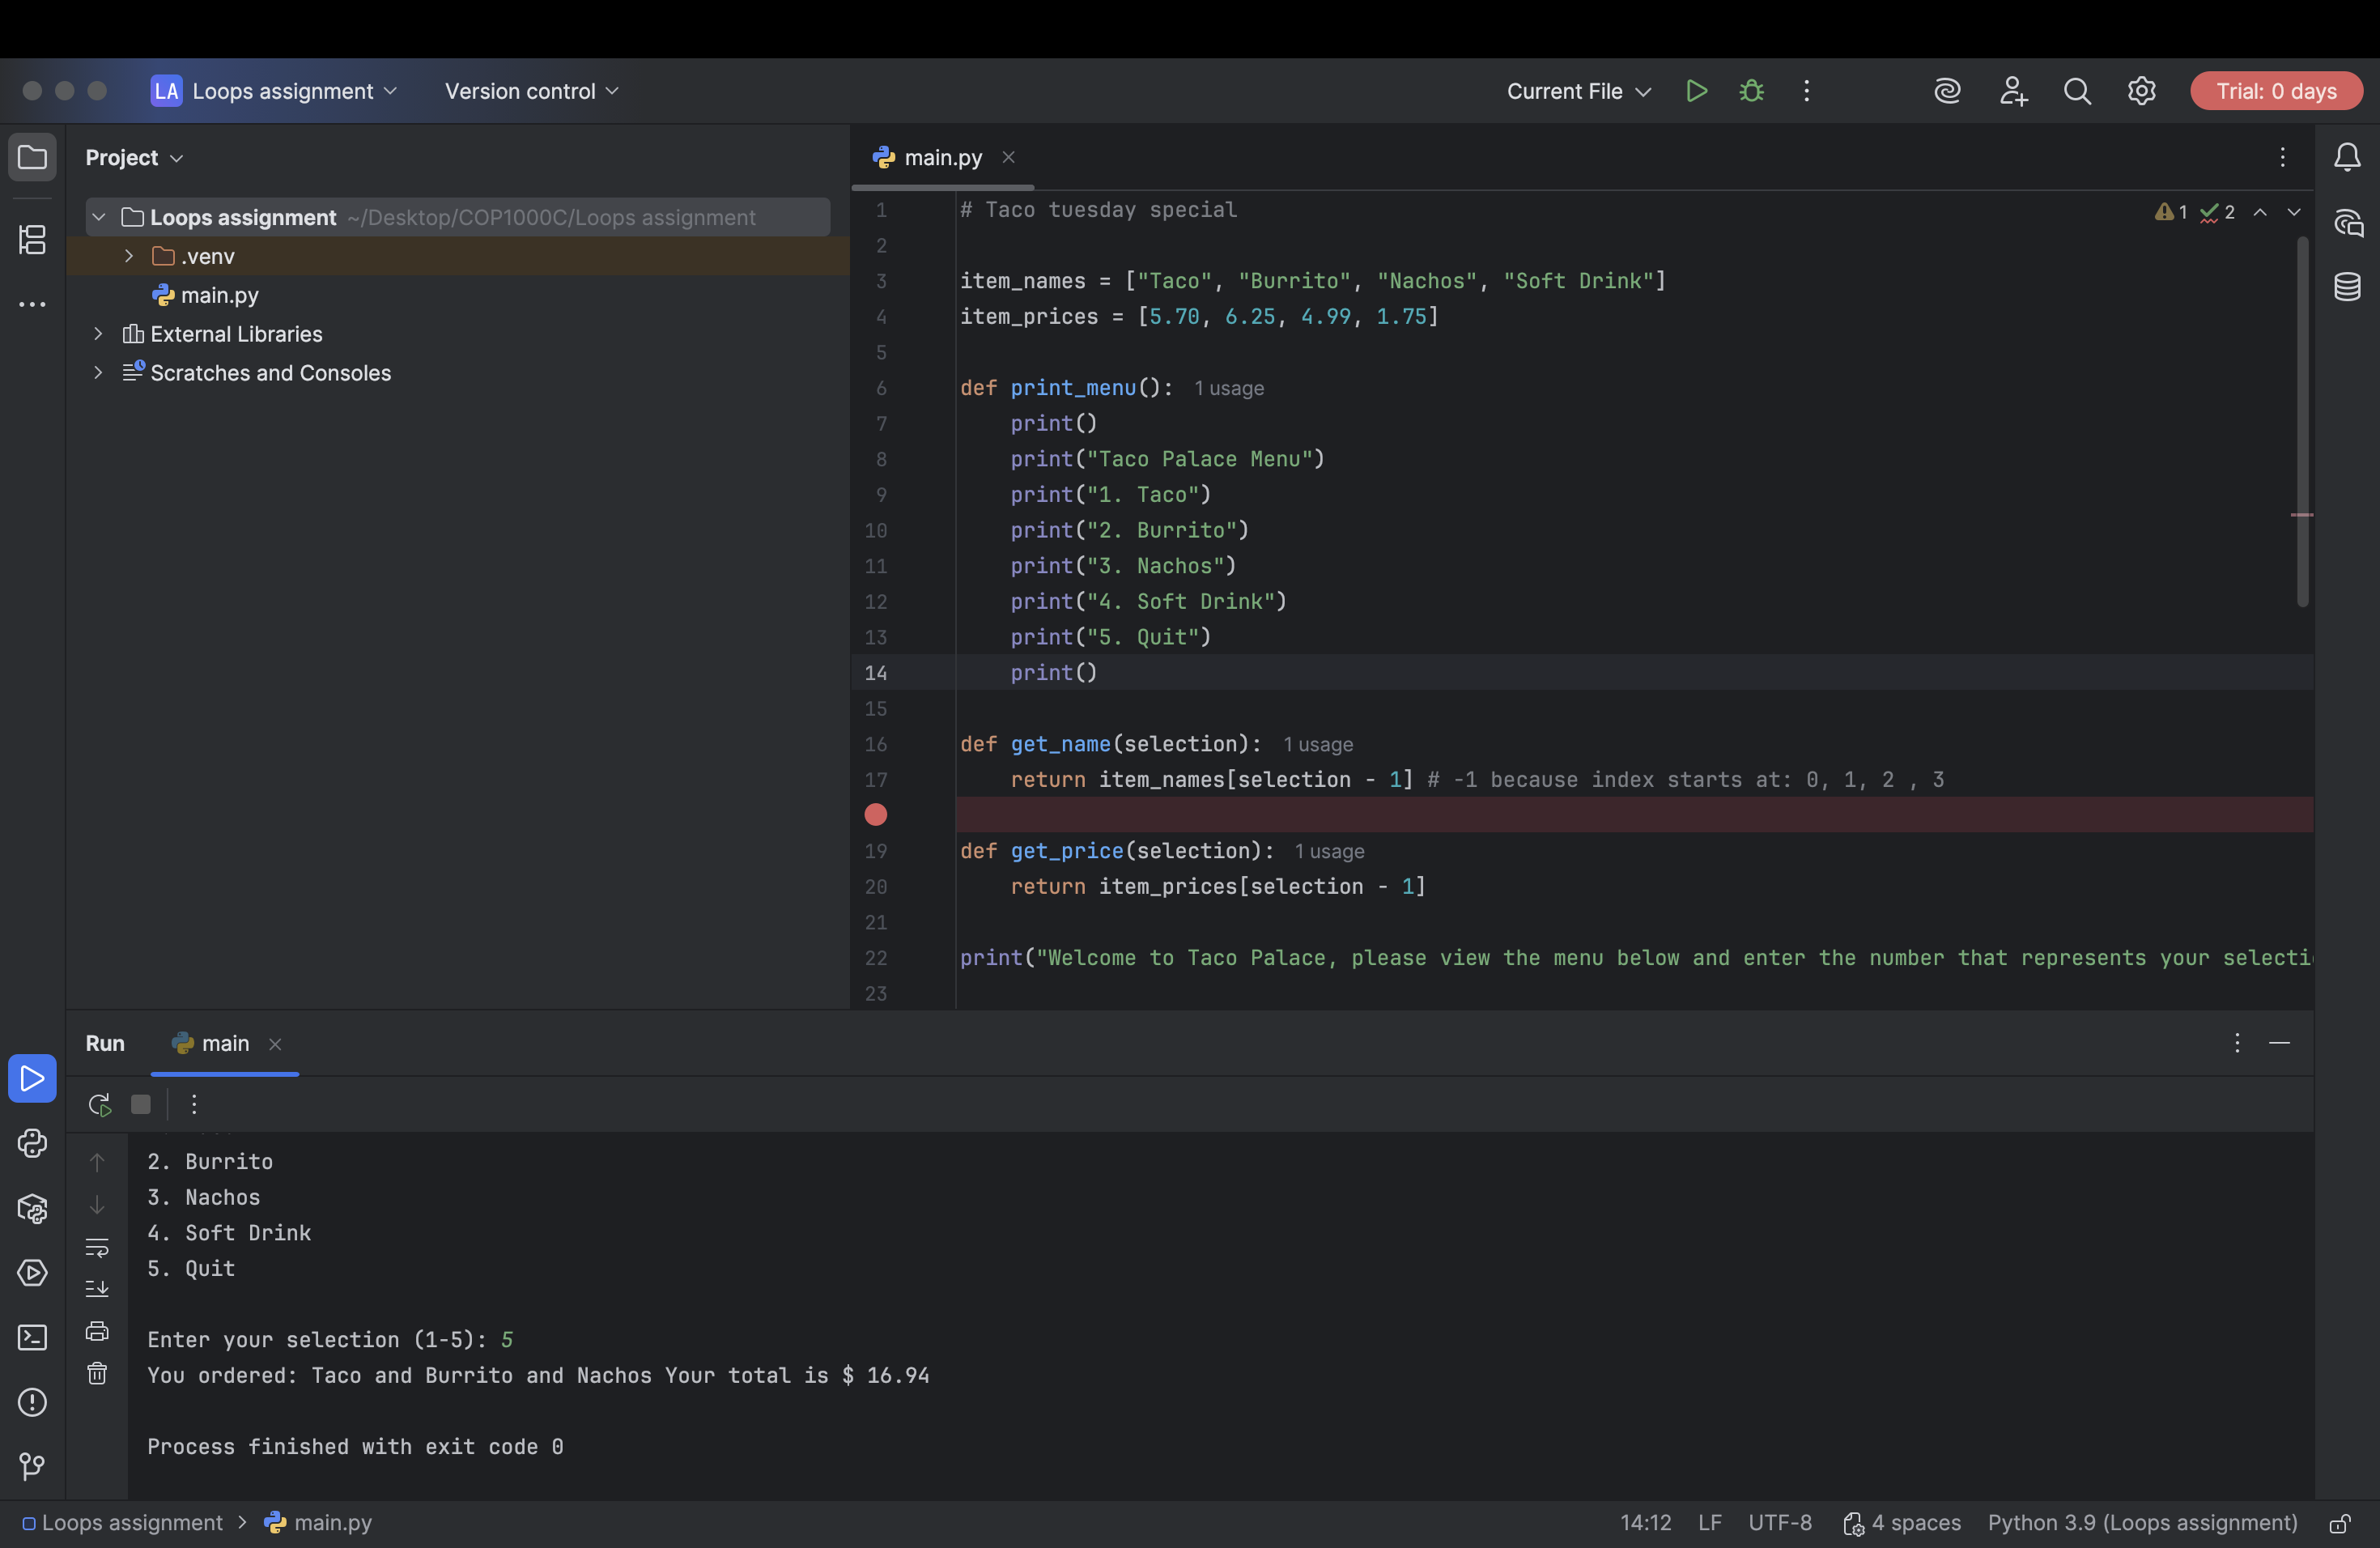 LA Loops assignment Version control Current File Trial: 0 days
Project
main.py
Loops assignment ~/Desktop/COP1000C/Loops assignment
.venv
main.py
External Libraries
Scratches and Consoles
1 2
1 # Taco tuesday special
2
3 item_names = ["Taco", "Burrito", "Nachos", "Soft Drink"]
4 item_prices = [5.70, 6.25, 4.99, 1.75]
5
6 def print_menu(): 1 usage
7 print()
8 print("Taco Palace Menu")
9 print("1. Taco")
10 print("2. Burrito")
11 print("3. Nachos")
12 print("4. Soft Drink")
13 print("5. Quit")
14 print()
15
16 def get_name(selection): 1 usage
17 return item_names[selection - 1] # -1 because index starts at: 0, 1, 2 , 3
19 def get_price(selection): 1 usage
20 return item_prices[selection - 1]
21
22 print("Welcome to Taco Palace, please view the menu below and enter the number that represents your selecti
23
Run main
2. Burrito
3. Nachos
4. Soft Drink
5. Quit
Enter your selection (1-5): 5
You ordered: Taco and Burrito and Nachos Your total is $ 16.94
Process finished with exit code 0
Loops assignment > main.py 14:12 LF UTF-8 4 spaces Python 3.9 (Loops assignment)